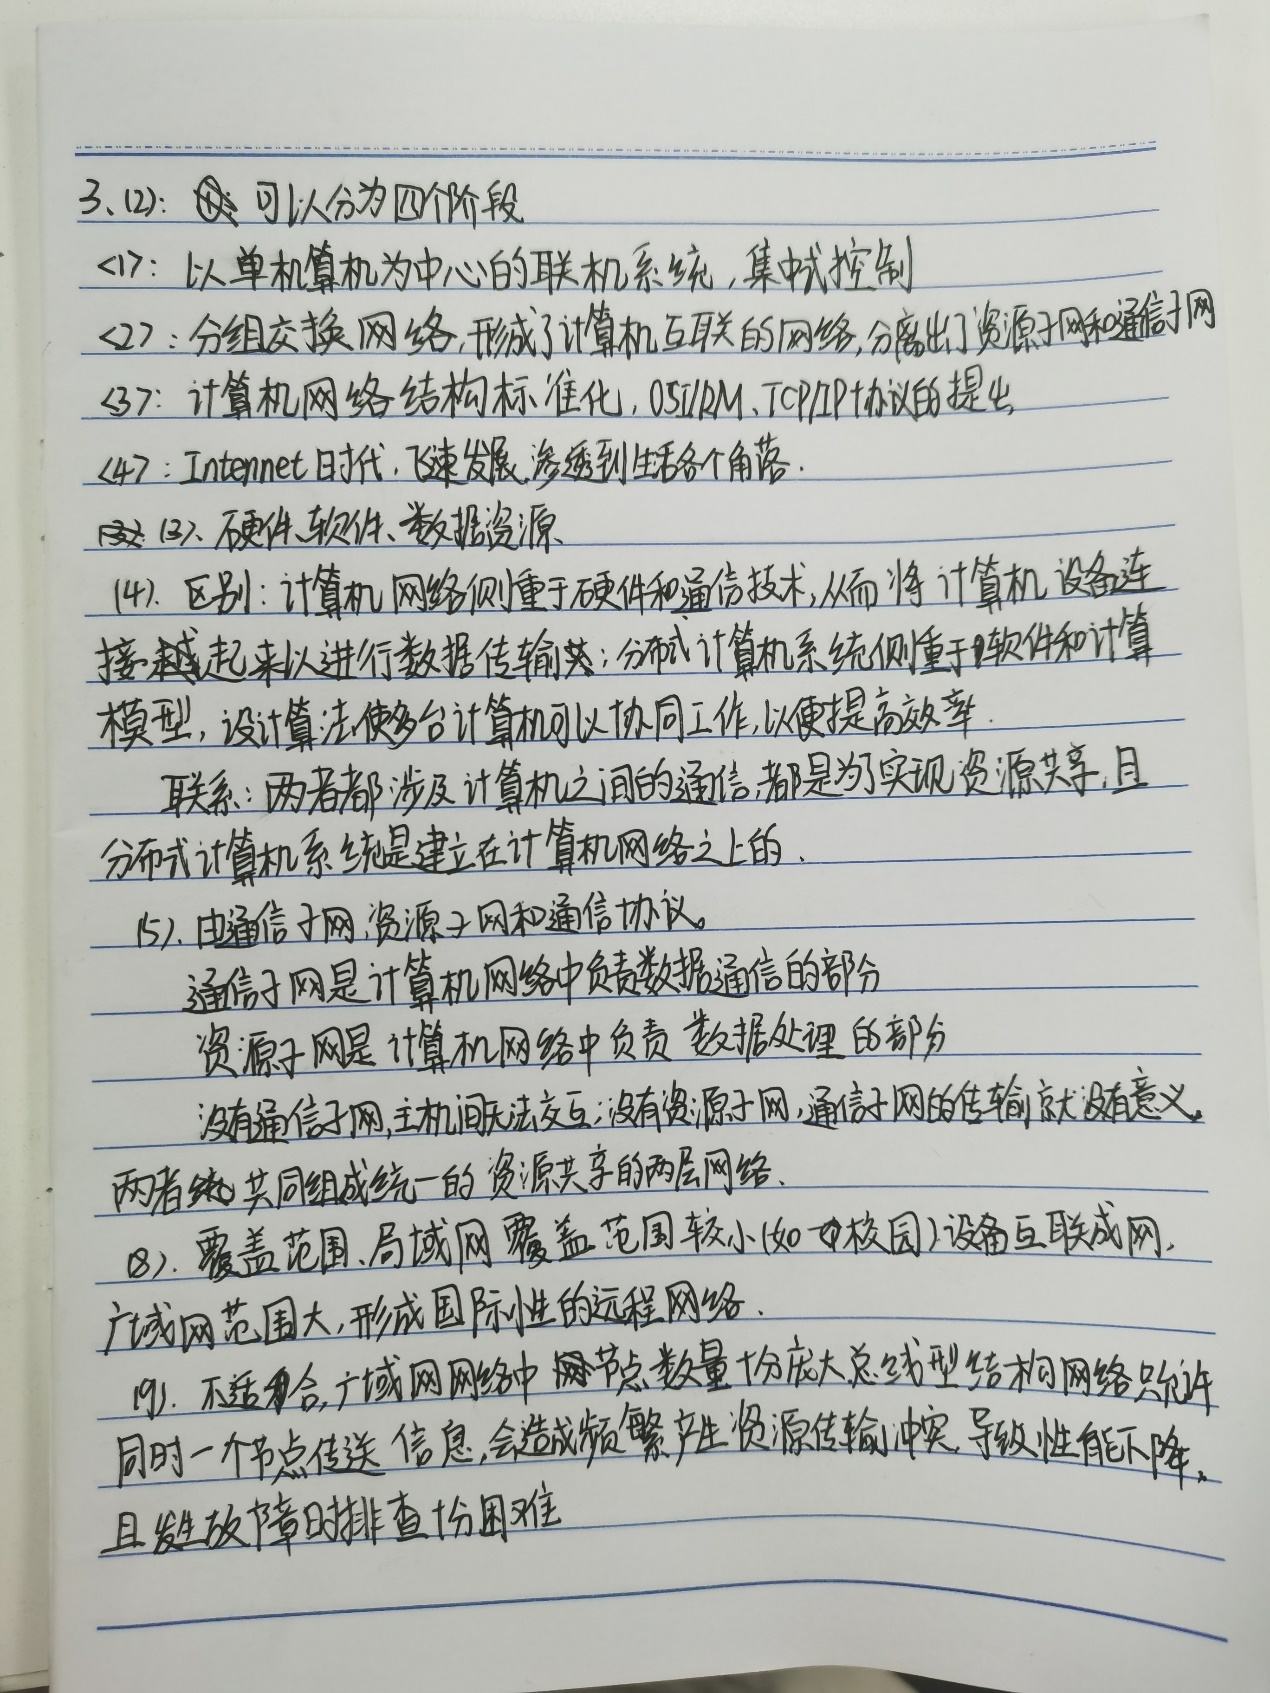 3、(2): 可以分为四个阶段
<1>: 以单机算机为中心的联机系统,集中式控制
<2>: 分组交换网络,形成了计算机互联的网络,分离出了资源子网和通信子网
<3>: 计算机网络结构标准化,OSI/RM、TCP/IP协议的提出
<4>: Internet时代,飞速发展,渗透到生活各个角落.
(3)、硬件、软件、数据资源、
(4). 区别:计算机网络侧重于硬件和通信技术,从而将计算机设备连
接起来以进行数据传输;分布式计算机系统侧重于软件和计算
模型,设计算法使多台计算机可以协同工作,以便提高效率.
联系:两者都涉及计算机之间的通信,都是为了实现资源共享,且
分布式计算机系统是建立在计算机网络之上的.
(5). 由通信子网,资源子网和通信协议。
通信子网是计算机网络中负责数据通信的部分
资源子网是计算机网络中负责数据处理的部分
没有通信子网,主机间无法交互;没有资源子网,通信子网的传输就没有意义。
两者共同组成统一的资源共享的两层网络、
(8). 覆盖范围、局域网覆盖范围较小(如一个校园)设备互联成网,
广域网范围大,形成国际性的远程网络.
(9). 不适合,广域网网络中节点数量十分庞大,总线型结构网络只允许
同时一个节点传送信息,会造成频繁产生资源传输冲突,导致性能下降。
且发生故障时排查十分困难